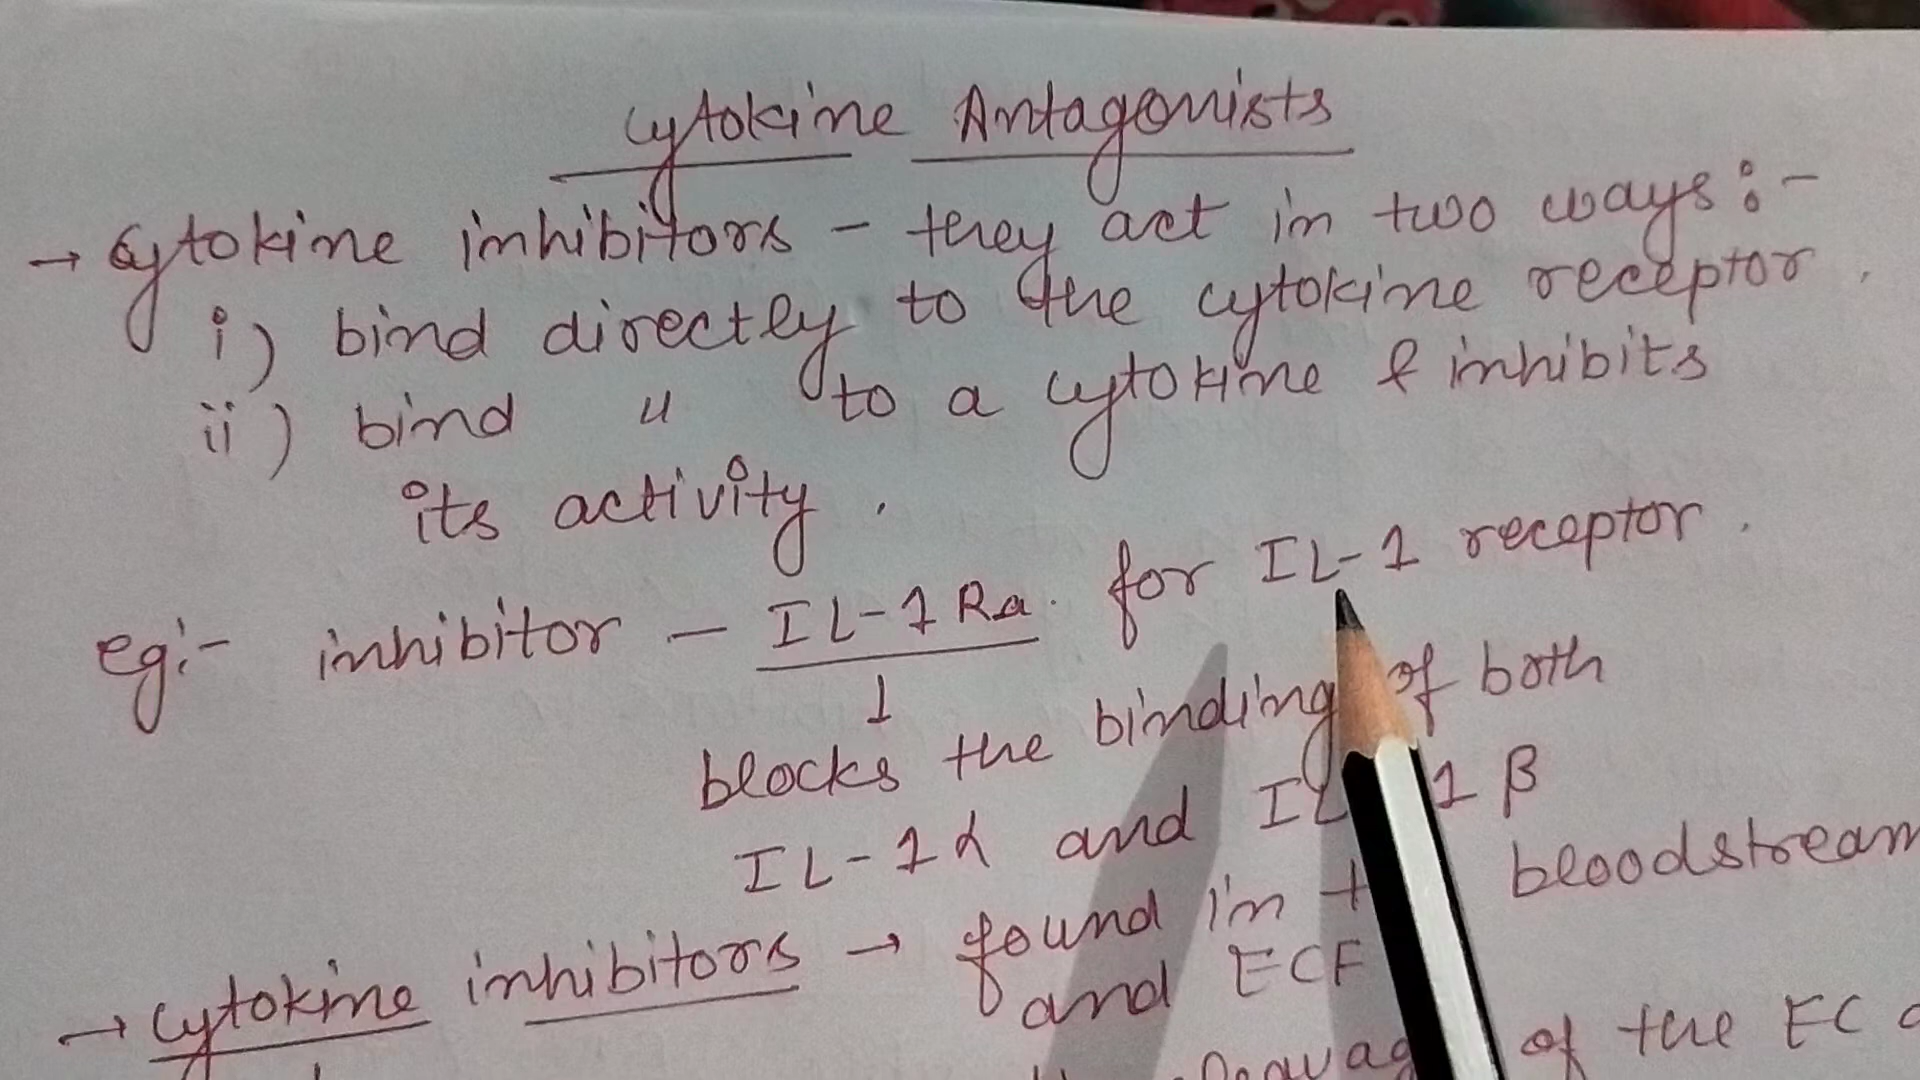 Cytokine Antagonists
→ Cytokine inhibitors - they act in two ways :-
i) bind directly to the cytokine receptor.
ii) bind " to a cytokine & inhibits
its activity.
eg:- inhibitor - IL-1Ra. for IL-1 receptor.
↓
blocks the binding of both
IL-1α and IL 1 β
→ Cytokine inhibitors → found in bloodstream
and ECF
of the EC